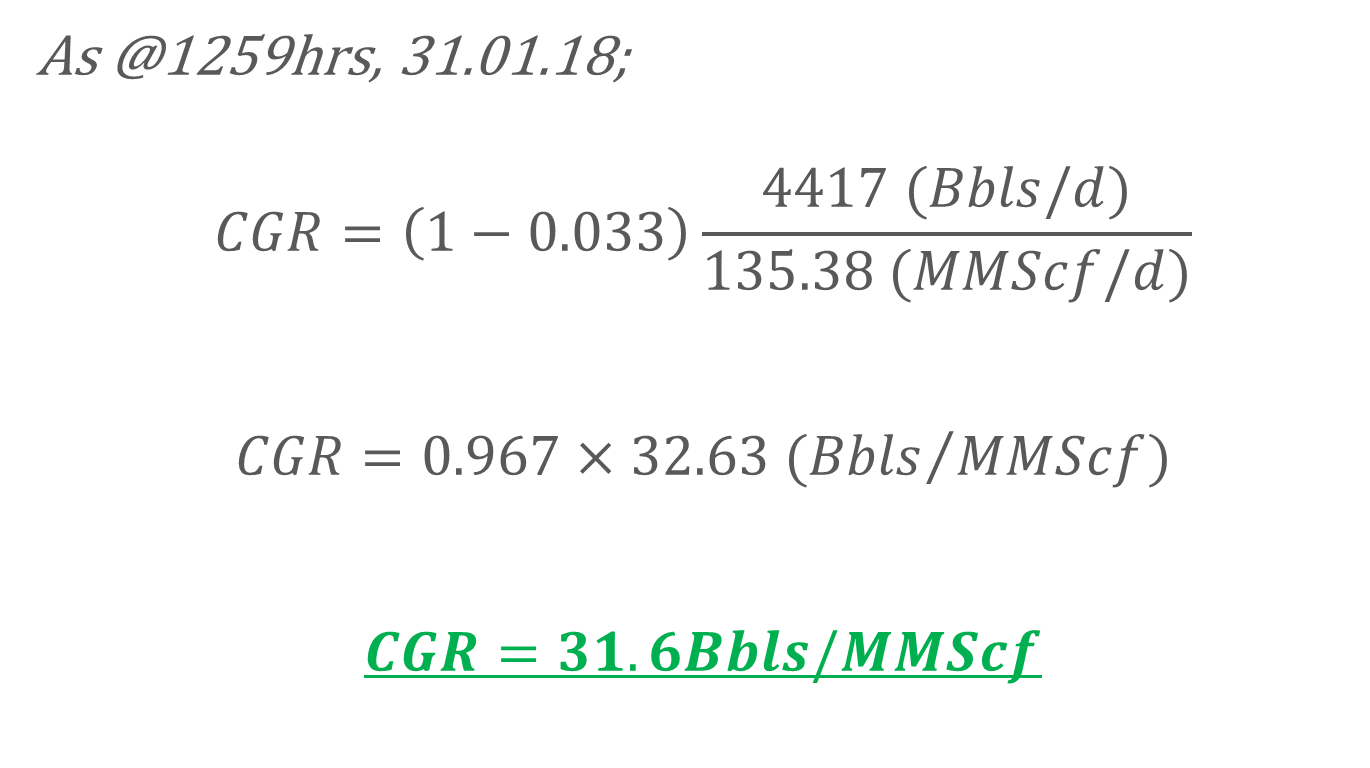 As @1259hrs, 31.01.18;
CGR = (1 − 0.033) 4417 (Bbls/d) / 135.38 (MMScf/d)
CGR = 0.967 × 32.63 (Bbls/MMScf)
CGR = 31.6Bbls/MMScf